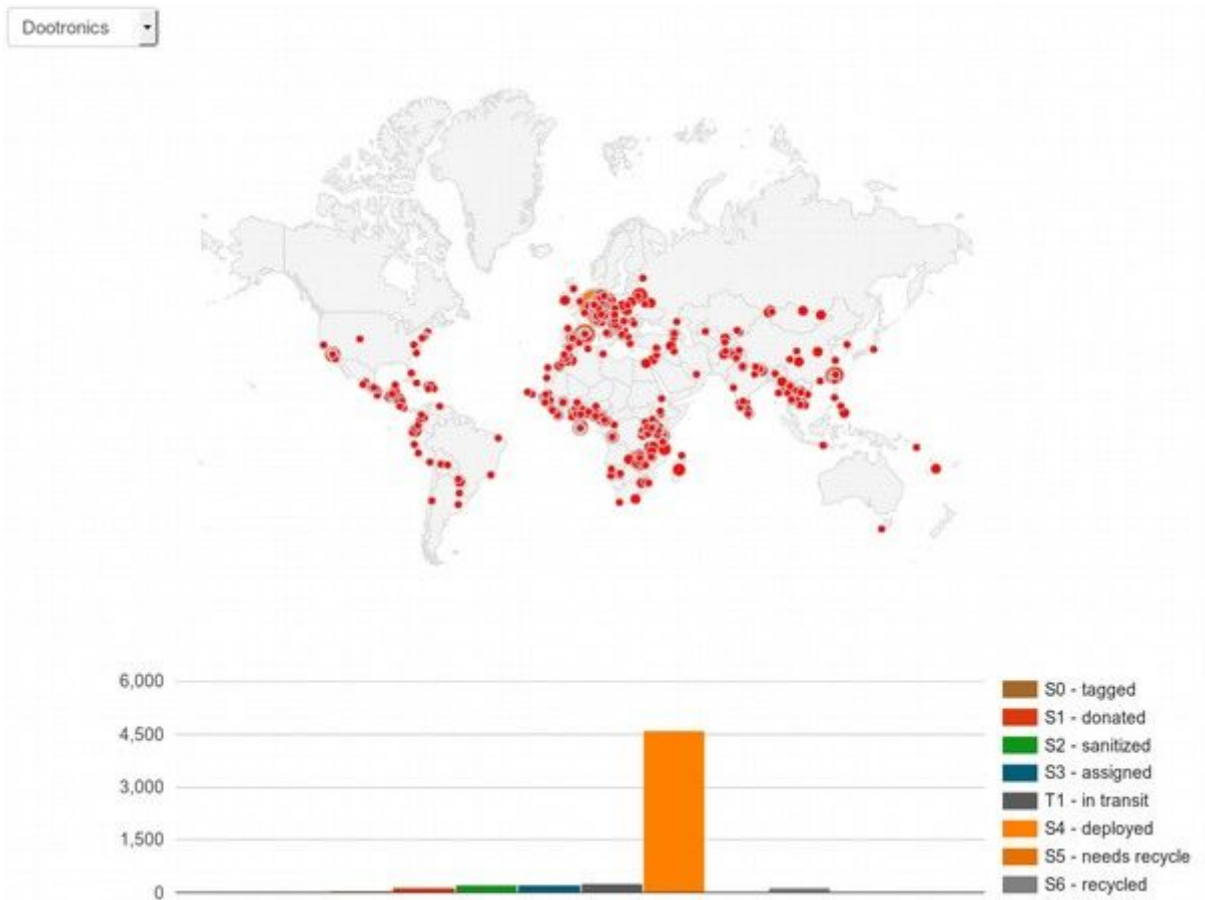 Dootronics
6,000
4,500
3,000
1,500
0
S0 - tagged
S1 - donated
S2 - sanitized
S3 - assigned
T1 - in transit
S4 - deployed
S5 - needs recycle
S6 - recycled